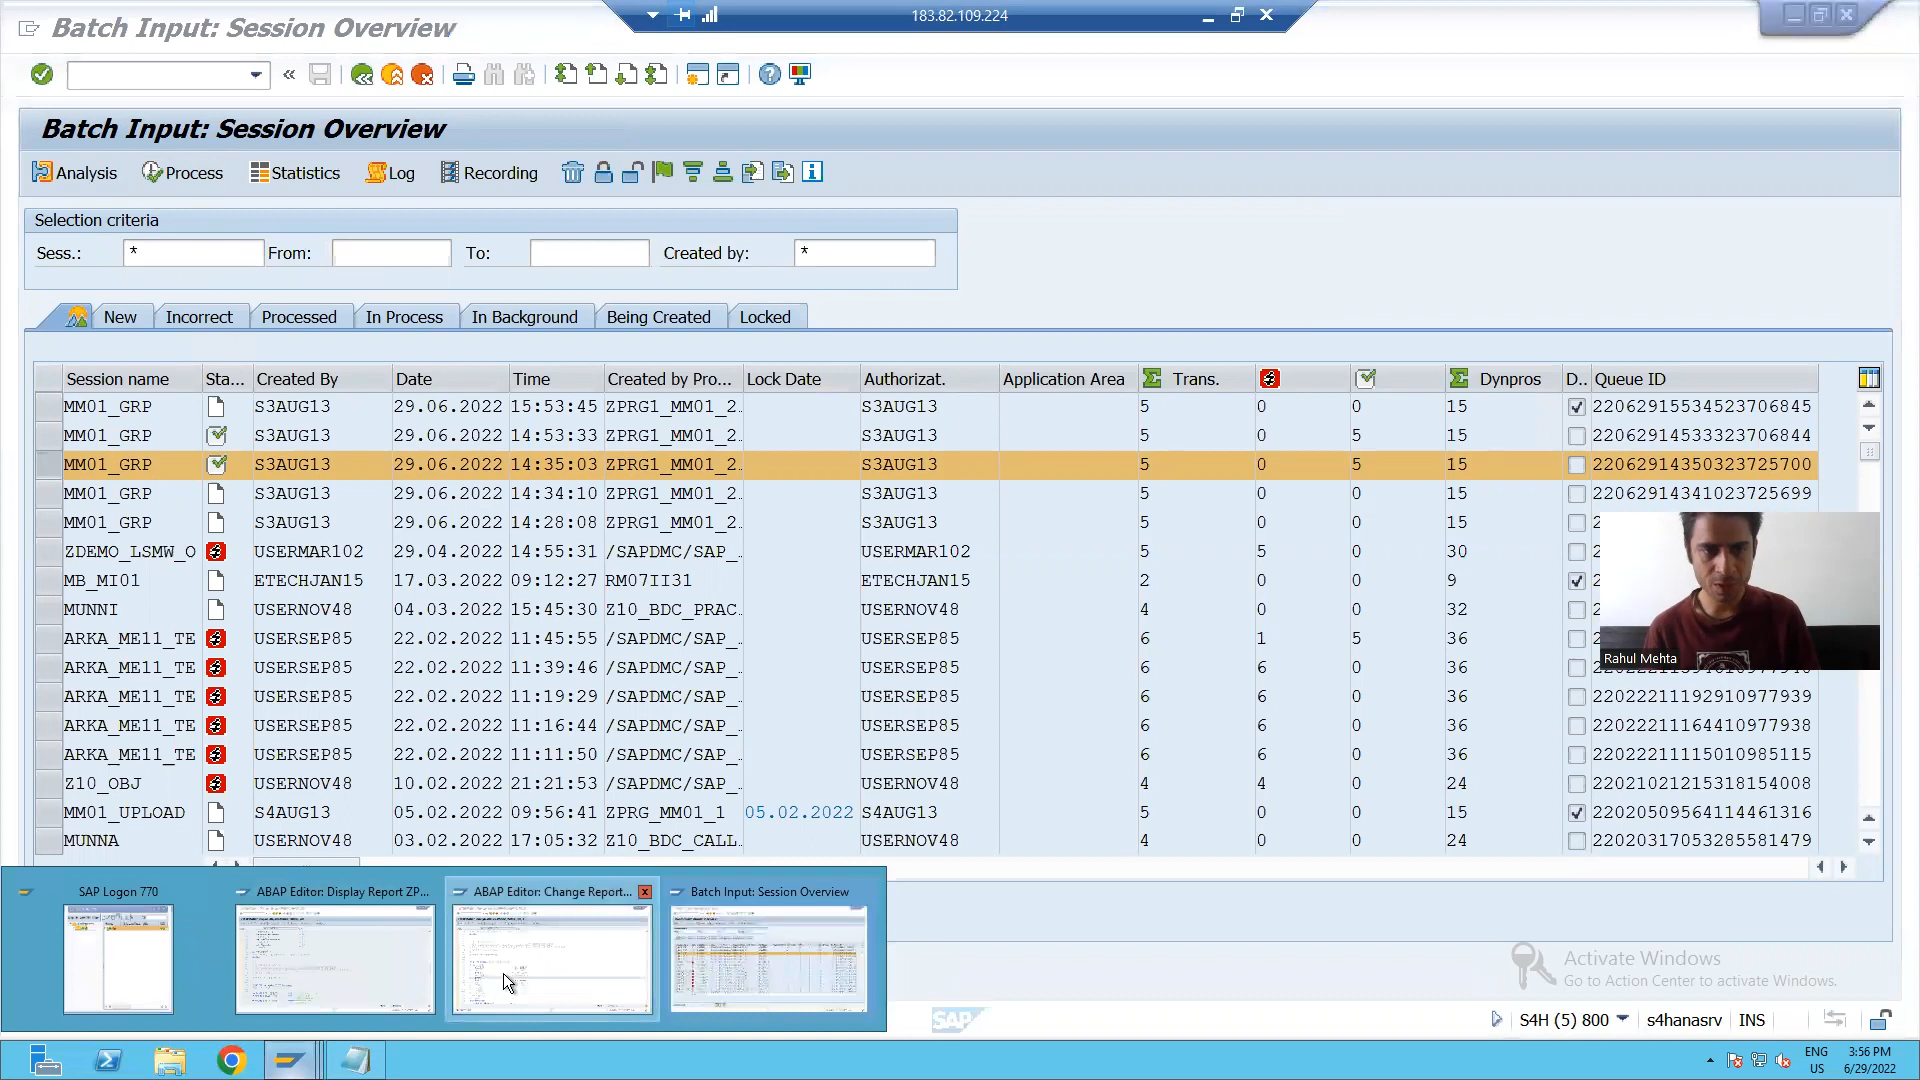 Batch Input: Session Overview
183.82.109.224
Batch Input: Session Overview
Analysis Process Statistics Log Recording
Selection criteria
Sess.: * From: To: Created by: *
New Incorrect Processed In Process In Background Being Created Locked
Session name Sta... Created By Date Time Created by Pro... Lock Date Authorizat. Application Area Trans. Dynpros D.. Queue ID
MM01_GRP S3AUG13 29.06.2022 15:53:45 ZPRG1_MM01_2. S3AUG13 5 0 0 15 22062915534523706845
MM01_GRP S3AUG13 29.06.2022 14:53:33 ZPRG1_MM01_2. S3AUG13 5 0 5 15 22062914533323706844
MM01_GRP S3AUG13 29.06.2022 14:35:03 ZPRG1_MM01_2. S3AUG13 5 0 5 15 22062914350323725700
MM01_GRP S3AUG13 29.06.2022 14:34:10 ZPRG1_MM01_2. S3AUG13 5 0 0 15 22062914341023725699
MM01_GRP S3AUG13 29.06.2022 14:28:08 ZPRG1_MM01_2. S3AUG13 5 0 0 15
ZDEMO_LSMW_O USERMAR102 29.04.2022 14:55:31 /SAPDMC/SAP_. USERMAR102 5 5 0 30
MB_MI01 ETECHJAN15 17.03.2022 09:12:27 RM07II31 ETECHJAN15 2 0 0 9
MUNNI USERNOV48 04.03.2022 15:45:30 Z10_BDC_PRAC. USERNOV48 4 0 0 32
ARKA_ME11_TE USERSEP85 22.02.2022 11:45:55 /SAPDMC/SAP_. USERSEP85 6 1 5 36
Rahul Mehta
ARKA_ME11_TE USERSEP85 22.02.2022 11:39:46 /SAPDMC/SAP_. USERSEP85 6 6 0 36
ARKA_ME11_TE USERSEP85 22.02.2022 11:19:29 /SAPDMC/SAP_. USERSEP85 6 6 0 36 22022211192910977939
ARKA_ME11_TE USERSEP85 22.02.2022 11:16:44 /SAPDMC/SAP_. USERSEP85 6 6 0 36 22022211164410977938
ARKA_ME11_TE USERSEP85 22.02.2022 11:11:50 /SAPDMC/SAP_. USERSEP85 6 6 0 36 22022211115010985115
Z10_OBJ USERNOV48 10.02.2022 21:21:53 /SAPDMC/SAP_. USERNOV48 4 4 0 24 22021021215318154008
MM01_UPLOAD S4AUG13 05.02.2022 09:56:41 ZPRG_MM01_1 05.02.2022 S4AUG13 5 0 0 15 22020509564114461316
MUNNA USERNOV48 03.02.2022 17:05:32 Z10_BDC_CALL. USERNOV48 4 0 0 24 22020317053285581479
SAP Logon 770 ABAP Editor: Display Report ZP... ABAP Editor: Change Report... Batch Input: Session Overview
Activate Windows
Go to Action Center to activate Windows.
SAP
S4H (5) 800 s4hanasrv INS
ENG
US
3:56 PM
6/29/2022